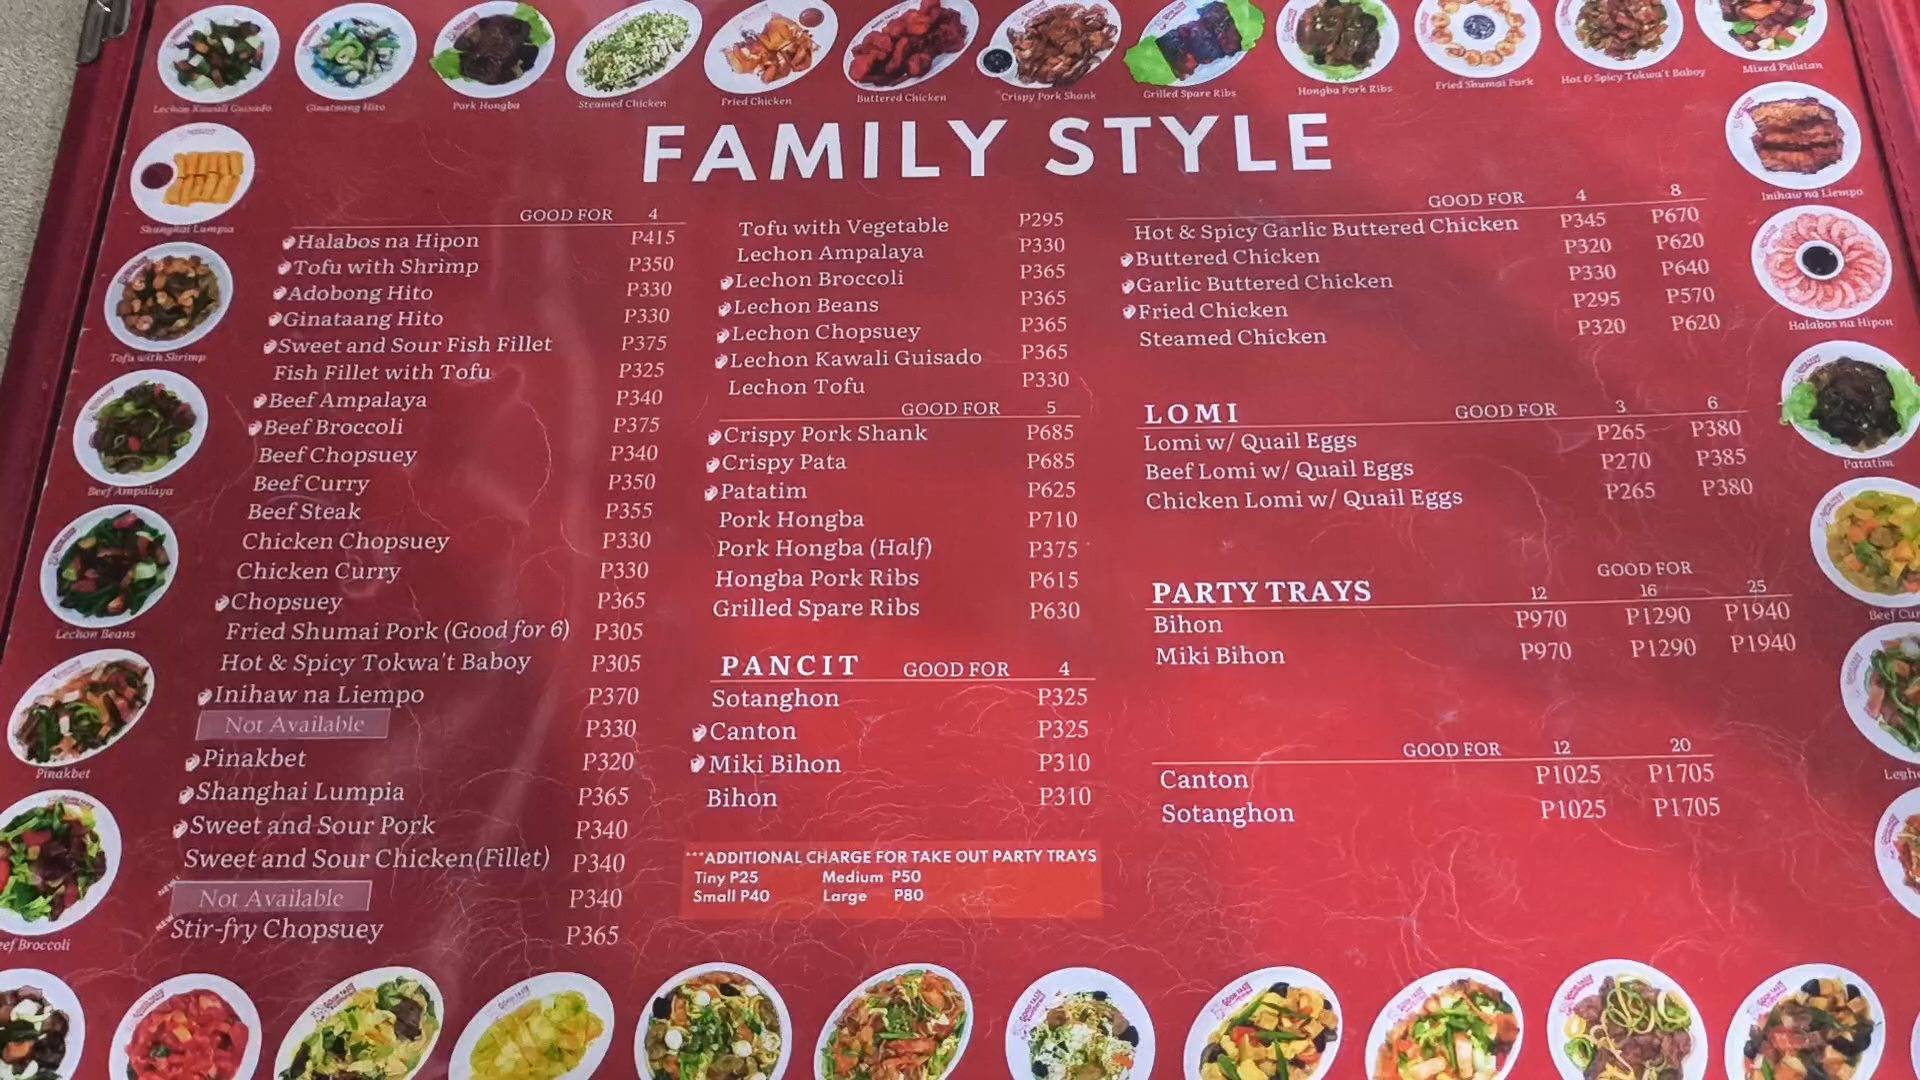 Lechon Kawali Guisado
Ginataang Hito
Pork Hongba
Steamed Chicken
Fried Chicken
Buttered Chicken
Crispy Pork Shank
Grilled Spare Ribs
Hongba Pork Ribs
Fried Shumai Pork
Hot & Spicy Tokwa't Baboy
Mixed Pulutan
FAMILY STYLE
Shanghai Lumpia
Tofu with Shrimp
Beef Ampalaya
Lechon Beans
Pinakbet
eef Broccoli
GOOD FOR 4
Halabos na Hipon P415
Tofu with Shrimp P350
Adobong Hito P330
Ginataang Hito P330
Sweet and Sour Fish Fillet P375
Fish Fillet with Tofu P325
Beef Ampalaya P340
Beef Broccoli P375
Beef Chopsuey P340
Beef Curry P350
Beef Steak P355
Chicken Chopsuey P330
Chicken Curry P330
Chopsuey P365
Fried Shumai Pork (Good for 6) P305
Hot & Spicy Tokwa't Baboy P305
Inihaw na Liempo P370
Not Available P330
Pinakbet P320
Shanghai Lumpia P365
Sweet and Sour Pork P340
Sweet and Sour Chicken(Fillet) P340
NEW! Not Available P340
NEW! Stir-fry Chopsuey P365
Tofu with Vegetable P295
Lechon Ampalaya P330
Lechon Broccoli P365
Lechon Beans P365
Lechon Chopsuey P365
Lechon Kawali Guisado P365
Lechon Tofu P330
GOOD FOR 5
Crispy Pork Shank P685
Crispy Pata P685
Patatim P625
Pork Hongba P710
Pork Hongba (Half) P375
Hongba Pork Ribs P615
Grilled Spare Ribs P630
PANCIT GOOD FOR 4
Sotanghon P325
Canton P325
Miki Bihon P310
Bihon P310
***ADDITIONAL CHARGE FOR TAKE OUT PARTY TRAYS
Tiny P25 Medium P50
Small P40 Large P80
GOOD FOR 4 8
Hot & Spicy Garlic Buttered Chicken P345 P670
Buttered Chicken P320 P620
Garlic Buttered Chicken P330 P640
Fried Chicken P295 P570
Steamed Chicken P320 P620
LOMI GOOD FOR 3 6
Lomi w/ Quail Eggs P265 P380
Beef Lomi w/ Quail Eggs P270 P385
Chicken Lomi w/ Quail Eggs P265 P380
GOOD FOR
PARTY TRAYS 12 16 25
Bihon P970 P1290 P1940
Miki Bihon P970 P1290 P1940
GOOD FOR 12 20
Canton P1025 P1705
Sotanghon P1025 P1705
Inihaw na Liempo
Halabos na Hipon
Patatim
Beef Cur
Lech